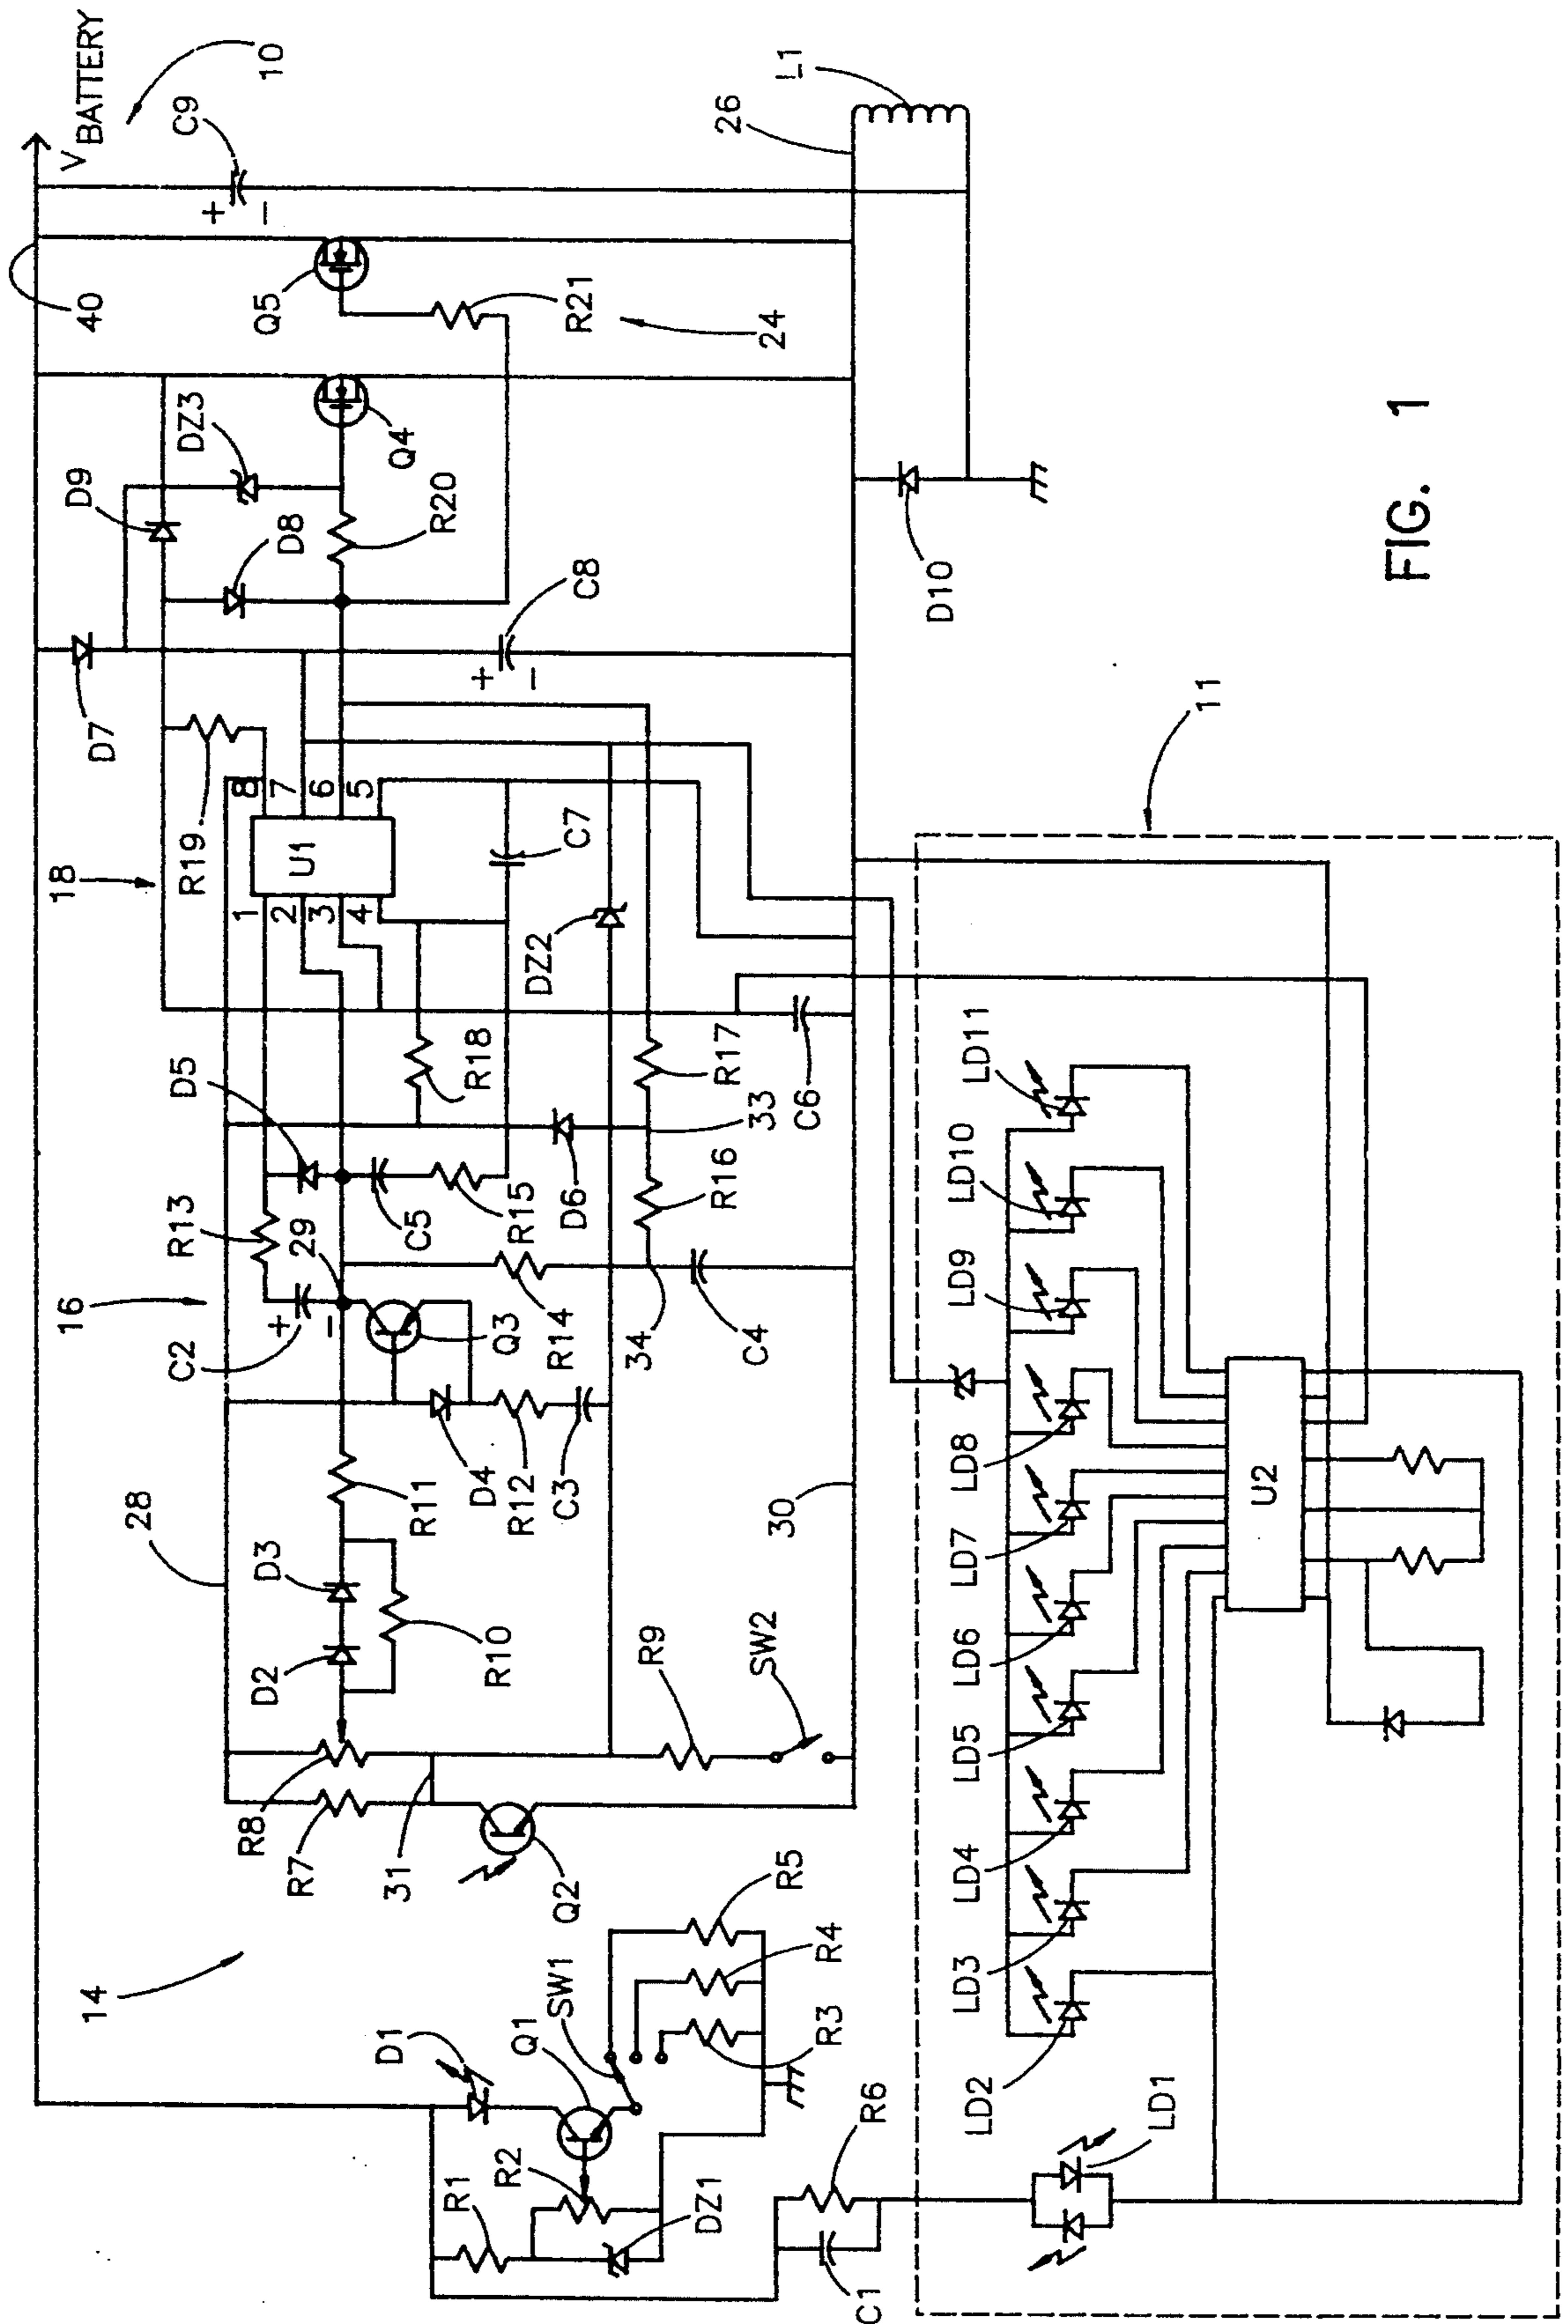 14
28
16
18
D7
D9
40
V BATTERY
10
C9
+
−
D8
DZ3
R19
D5
R13
29
C2
+
−
D2
D3
R8
R7
1
2
3
4
U1
8
7
6
5
Q5
Q4
R20
R10
R11
Q3
D4
31
D1
Q1
SW1
R1
R2
Q2
R12
C3
R14
C5
R15
R18
DZ2
C7
+
−
C8
R21
D6
R9
34
R16
33
R17
24
DZ1
R5
R4
R3
SW2
30
C4
C6
26
L1
R6
C1
D10
LD1
LD2
LD3
LD4
LD5
LD6
LD7
LD8
LD9
LD10
LD11
11
U2
FIG. 1